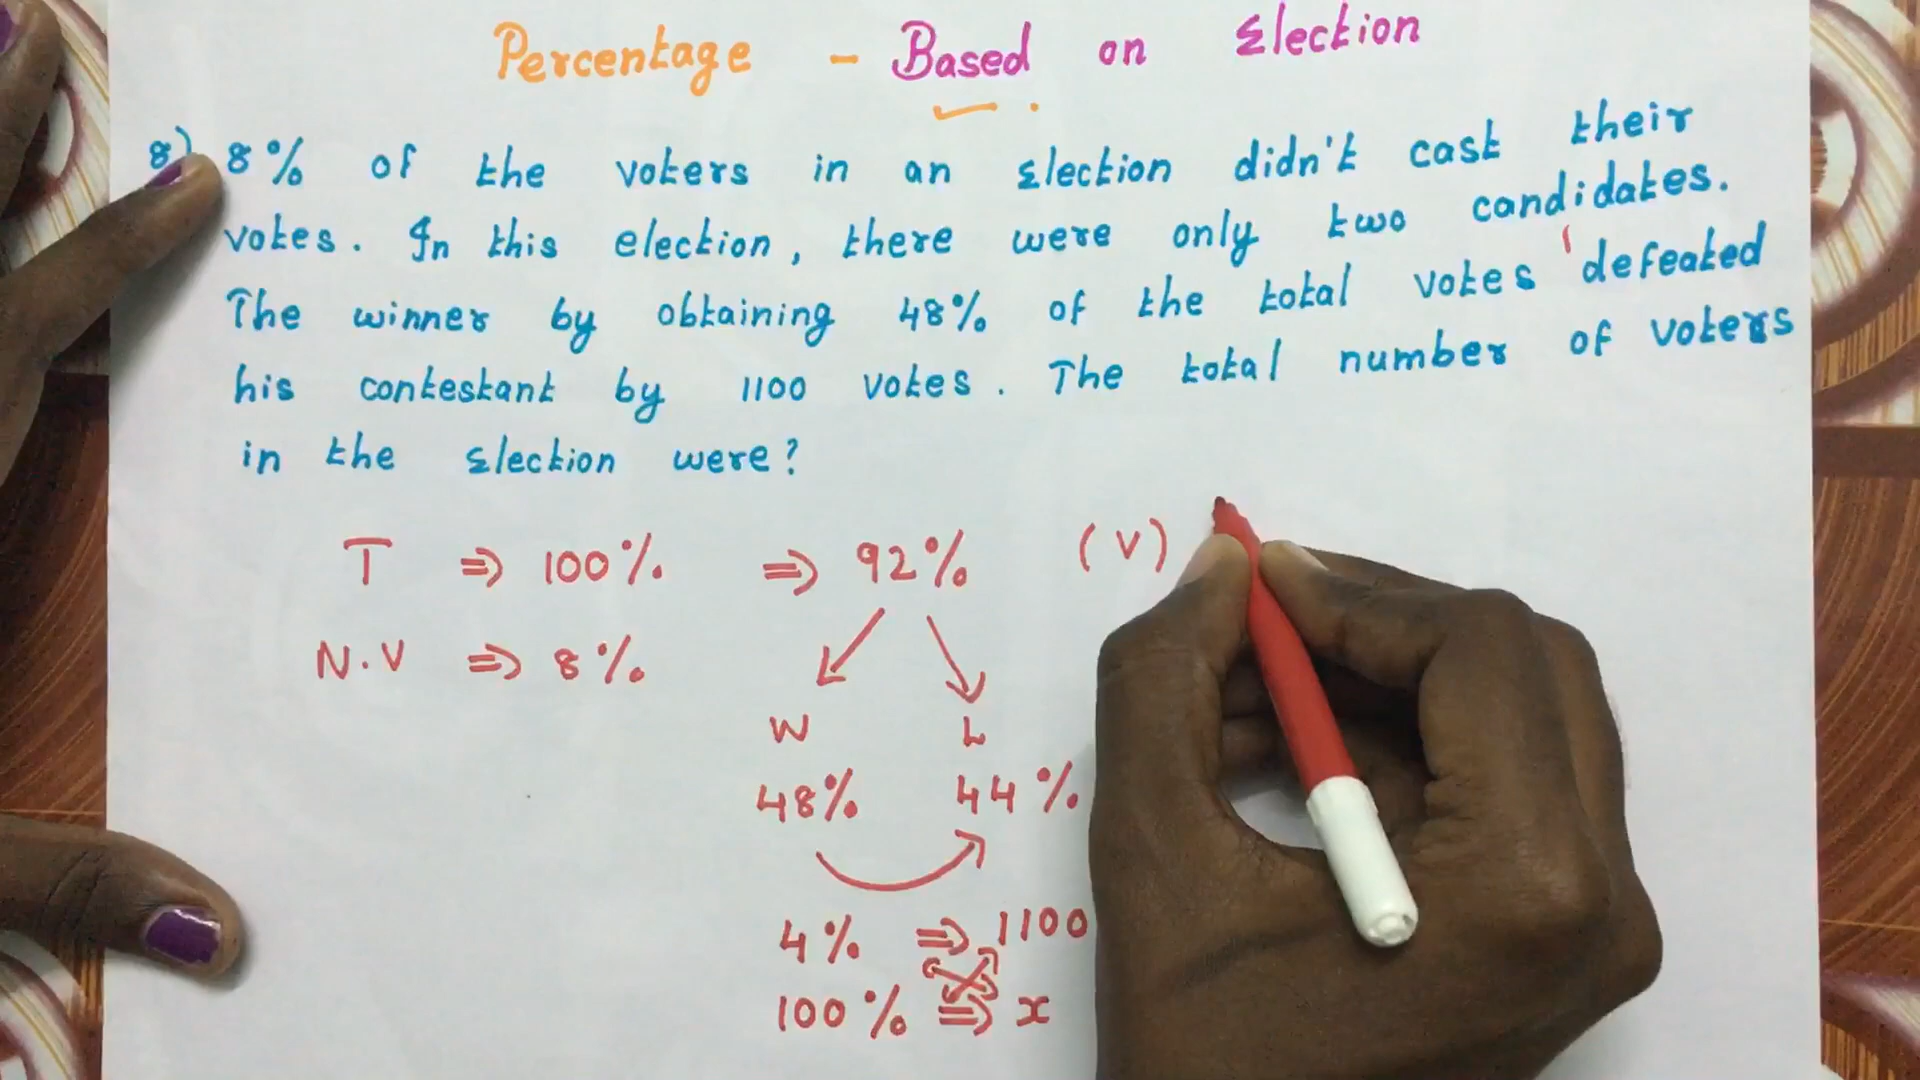 Percentage - Based on Election
8) 8% of the voters in an Election didn't cast their
votes. In this election, there were only two candidates.
The winner by obtaining 48% of the total votes defeated
his contestant by 1100 votes. The total number of voters
in the Election were?
T ⇒ 100% ⇒ 92% (V)
N.V ⇒ 8%
W L
48% 44%
4% ⇒ 1100
100% ⇒ x